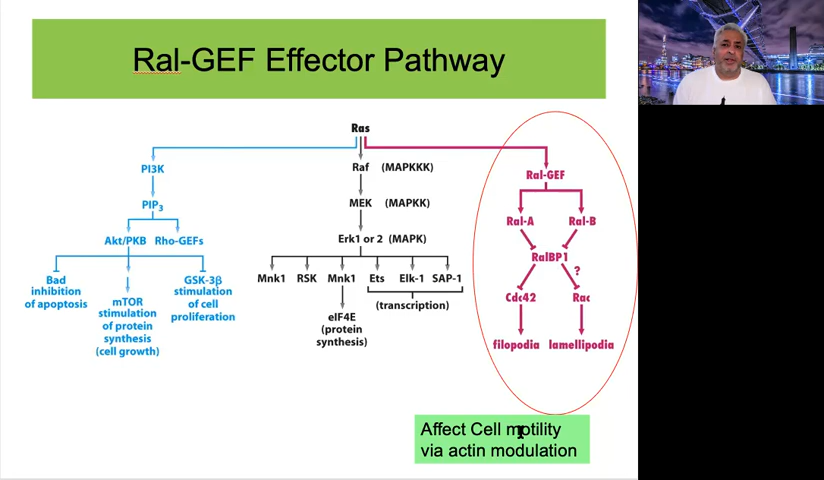 Ral-GEF Effector Pathway
Ras
PI3K
Raf (MAPKKK)
Ral-GEF
PIP3
MEK (MAPKK)
Ral-A Ral-B
Akt/PKB Rho-GEFs
Erk1 or 2 (MAPK)
RalBP1
?
Bad
inhibition
of apoptosis
mTOR
stimulation
of protein
synthesis
(cell growth)
GSK-3β
stimulation
of cell
proliferation
Mnk1 RSK Mnk1 Ets Elk-1 SAP-1
(transcription)
eIF4E
(protein
synthesis)
Cdc42 Rac
filopodia lamellipodia
Affect Cell motility
via actin modulation